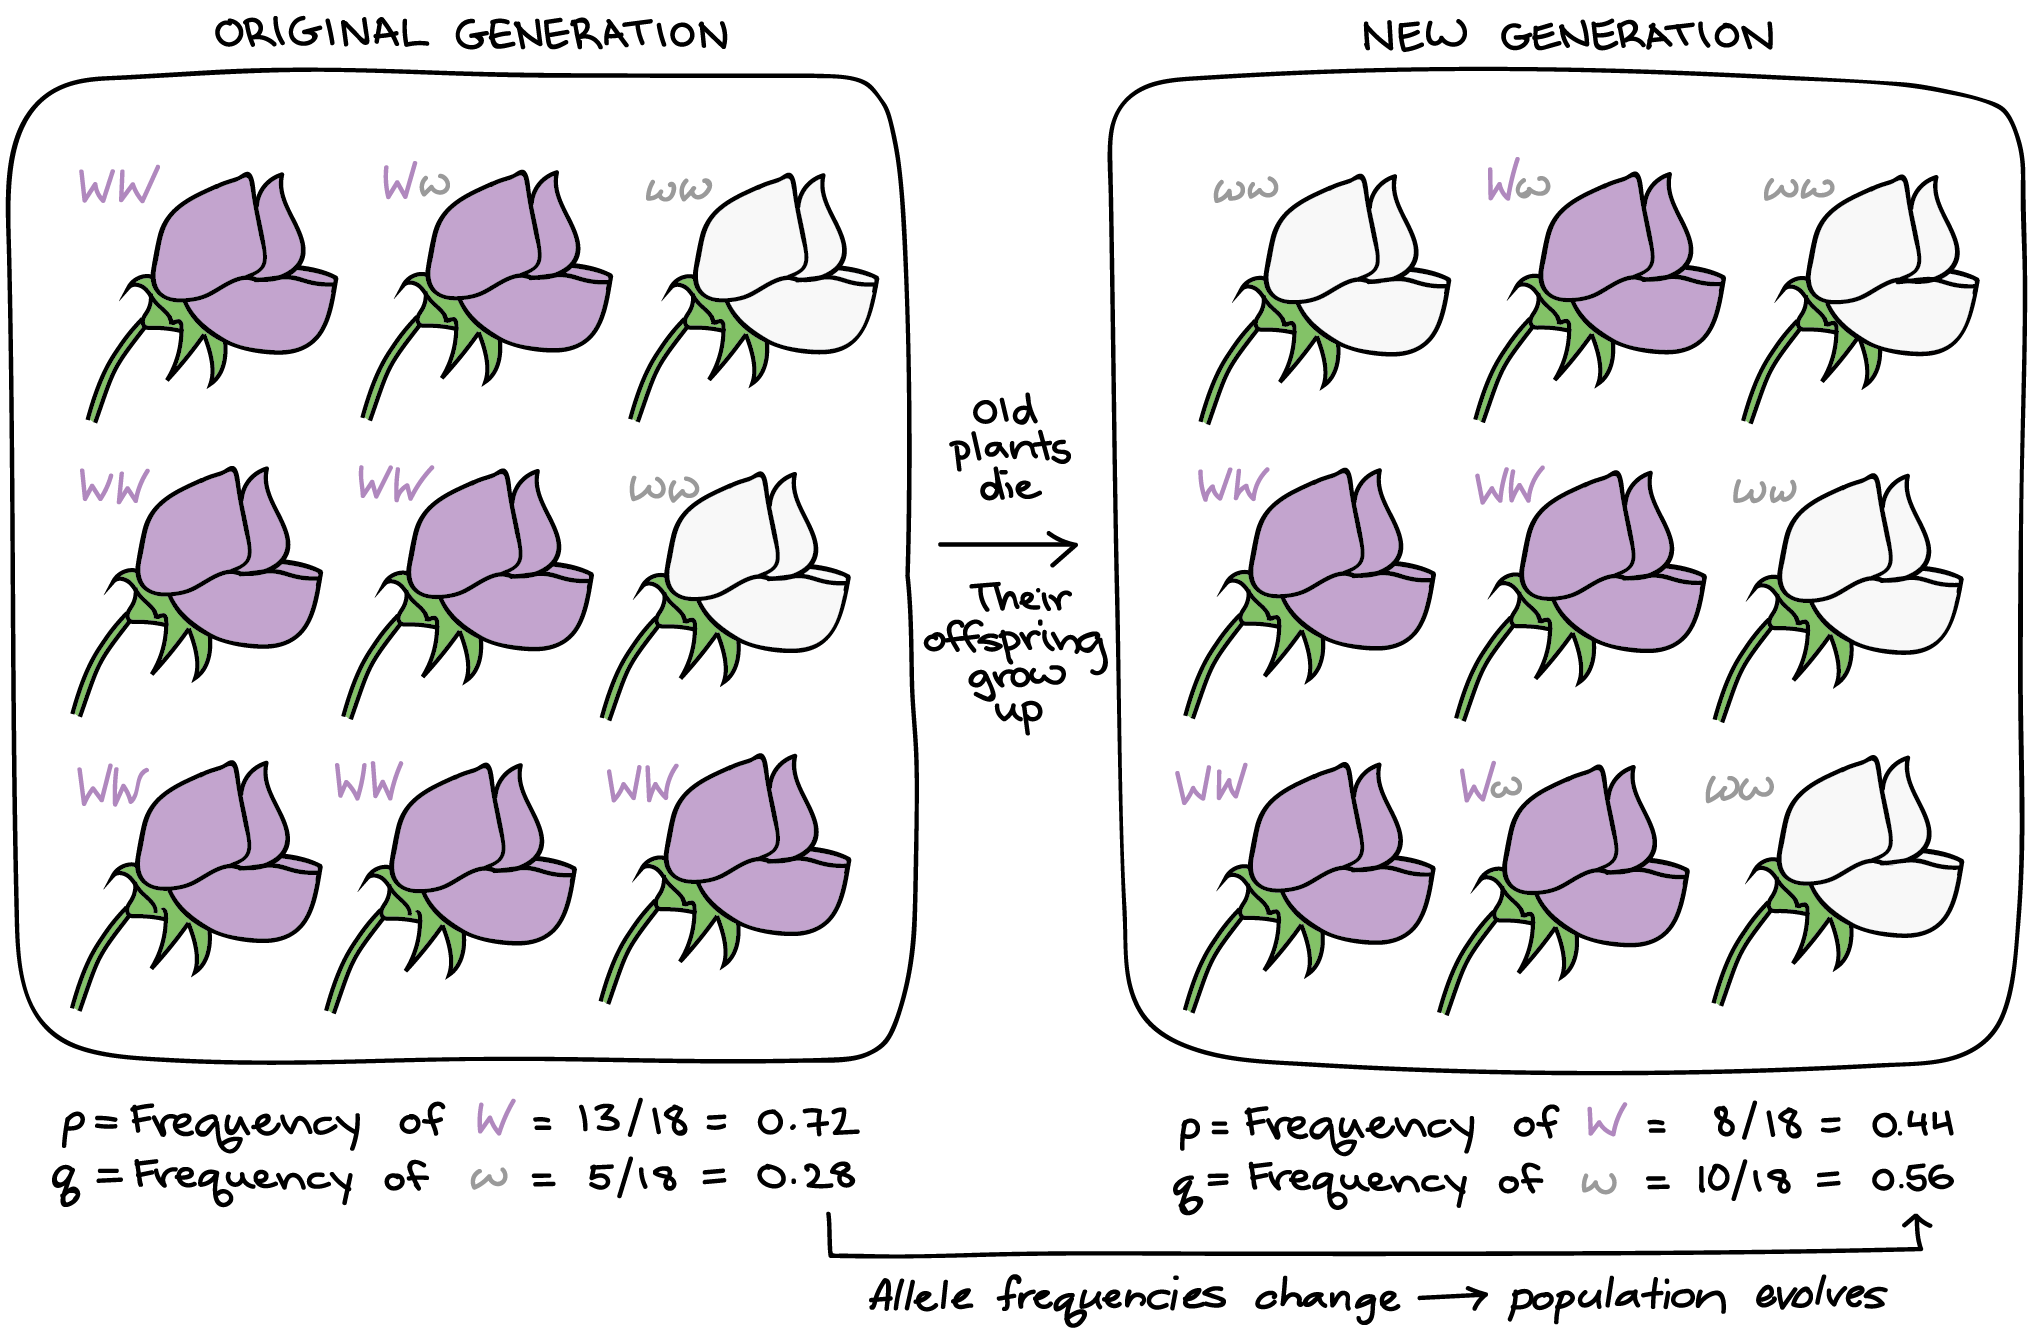 ORIGINAL GENERATION
WW Ww ww
WW WW ww
WW WW WW
p = Frequency of W = 13/18 = 0.72
q = Frequency of w = 5/18 = 0.28
Old
plants
die
Their
offspring
grow
up
NEW GENERATION
ww Ww ww
WW WW ww
WW Ww ww
p = Frequency of W = 8/18 = 0.44
q = Frequency of w = 10/18 = 0.56
Allele frequencies change → population evolves